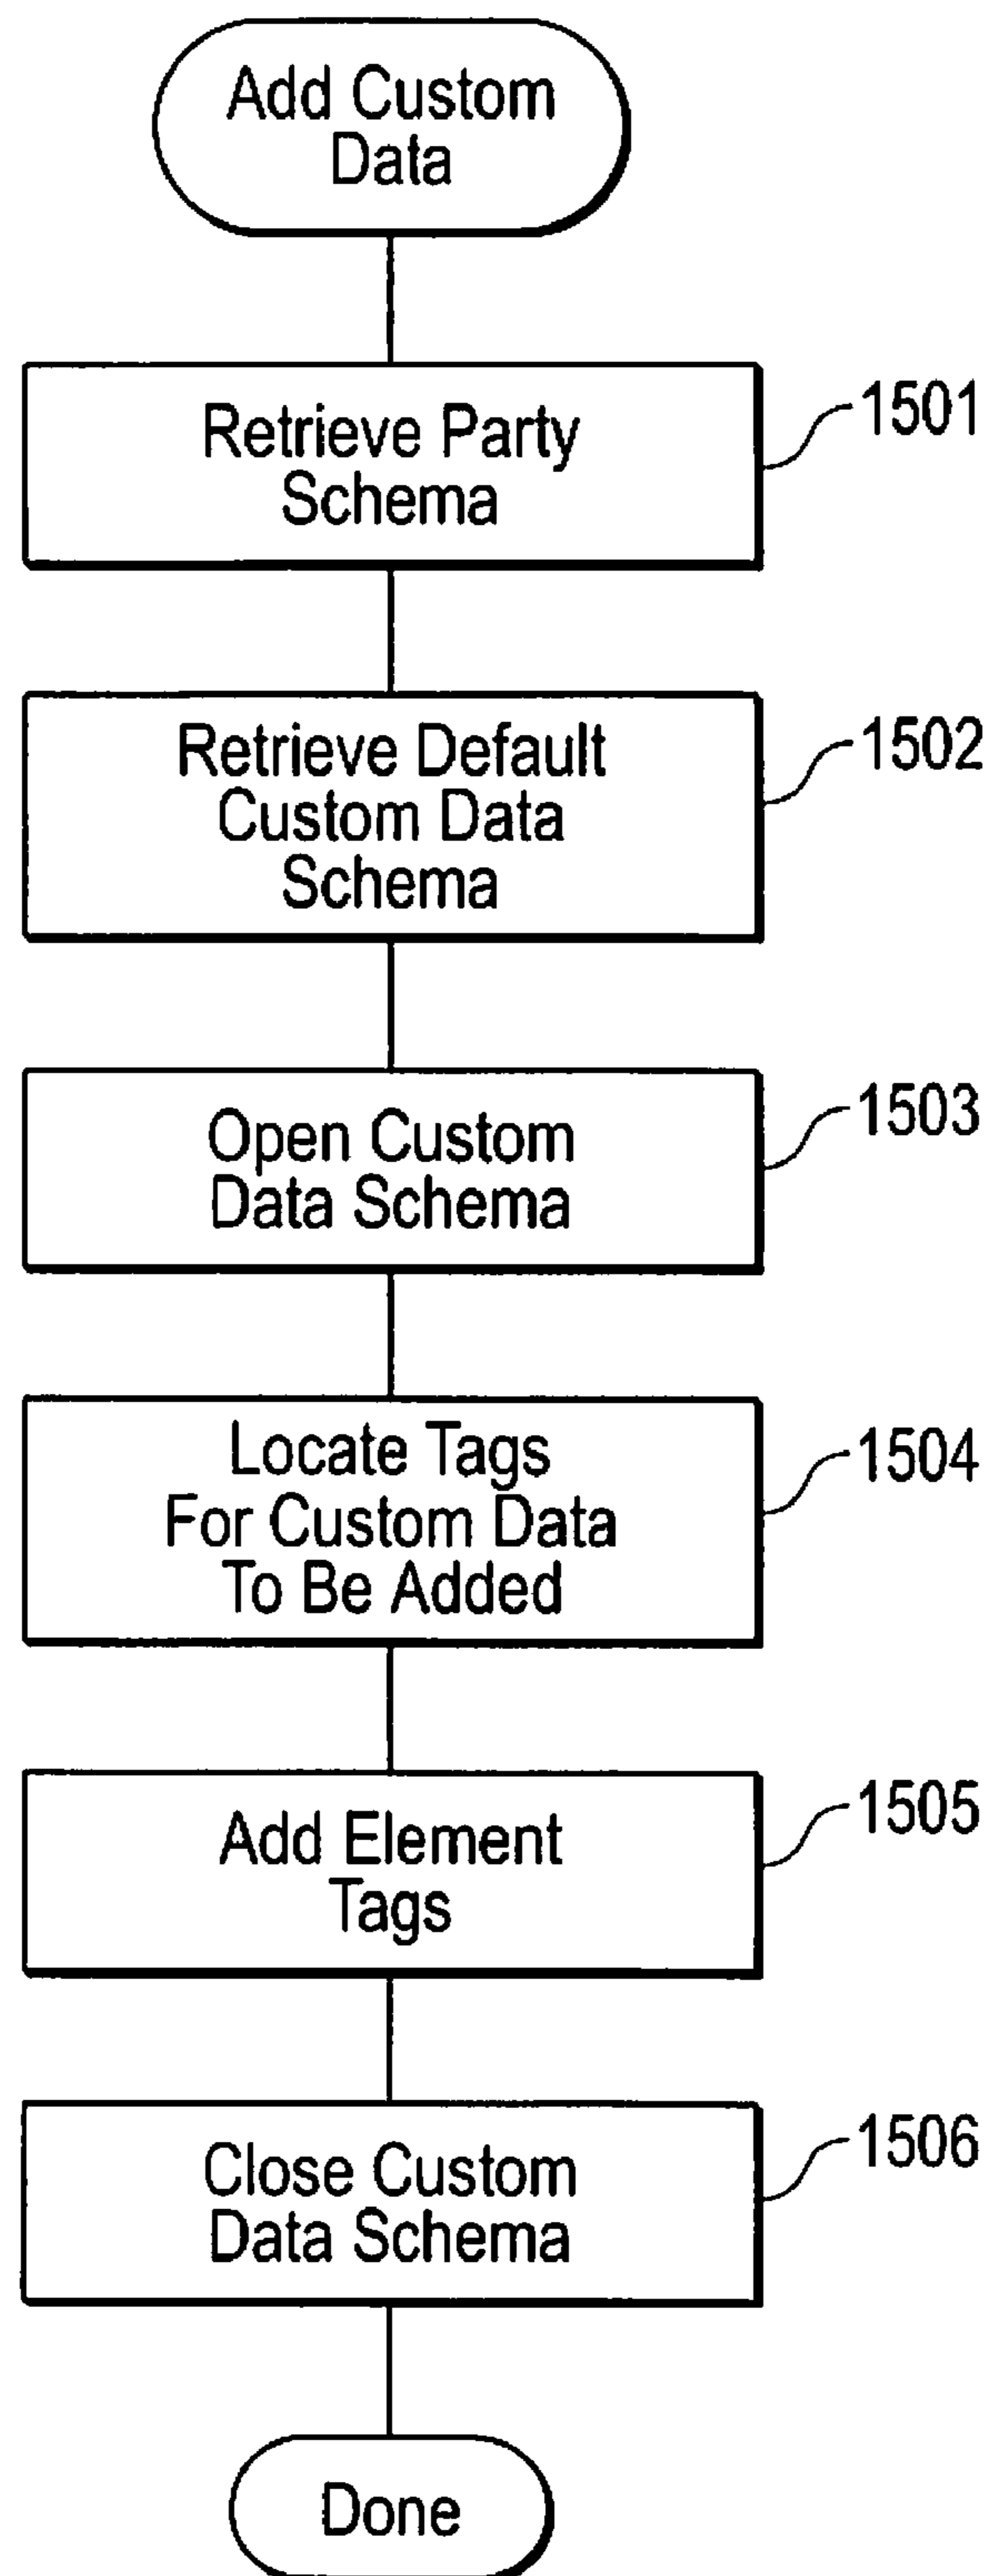 Add Custom
Data
Retrieve Party
Schema
1501
Retrieve Default
Custom Data
Schema
1502
Open Custom
Data Schema
1503
Locate Tags
For Custom Data
To Be Added
1504
Add Element
Tags
1505
Close Custom
Data Schema
1506
Done